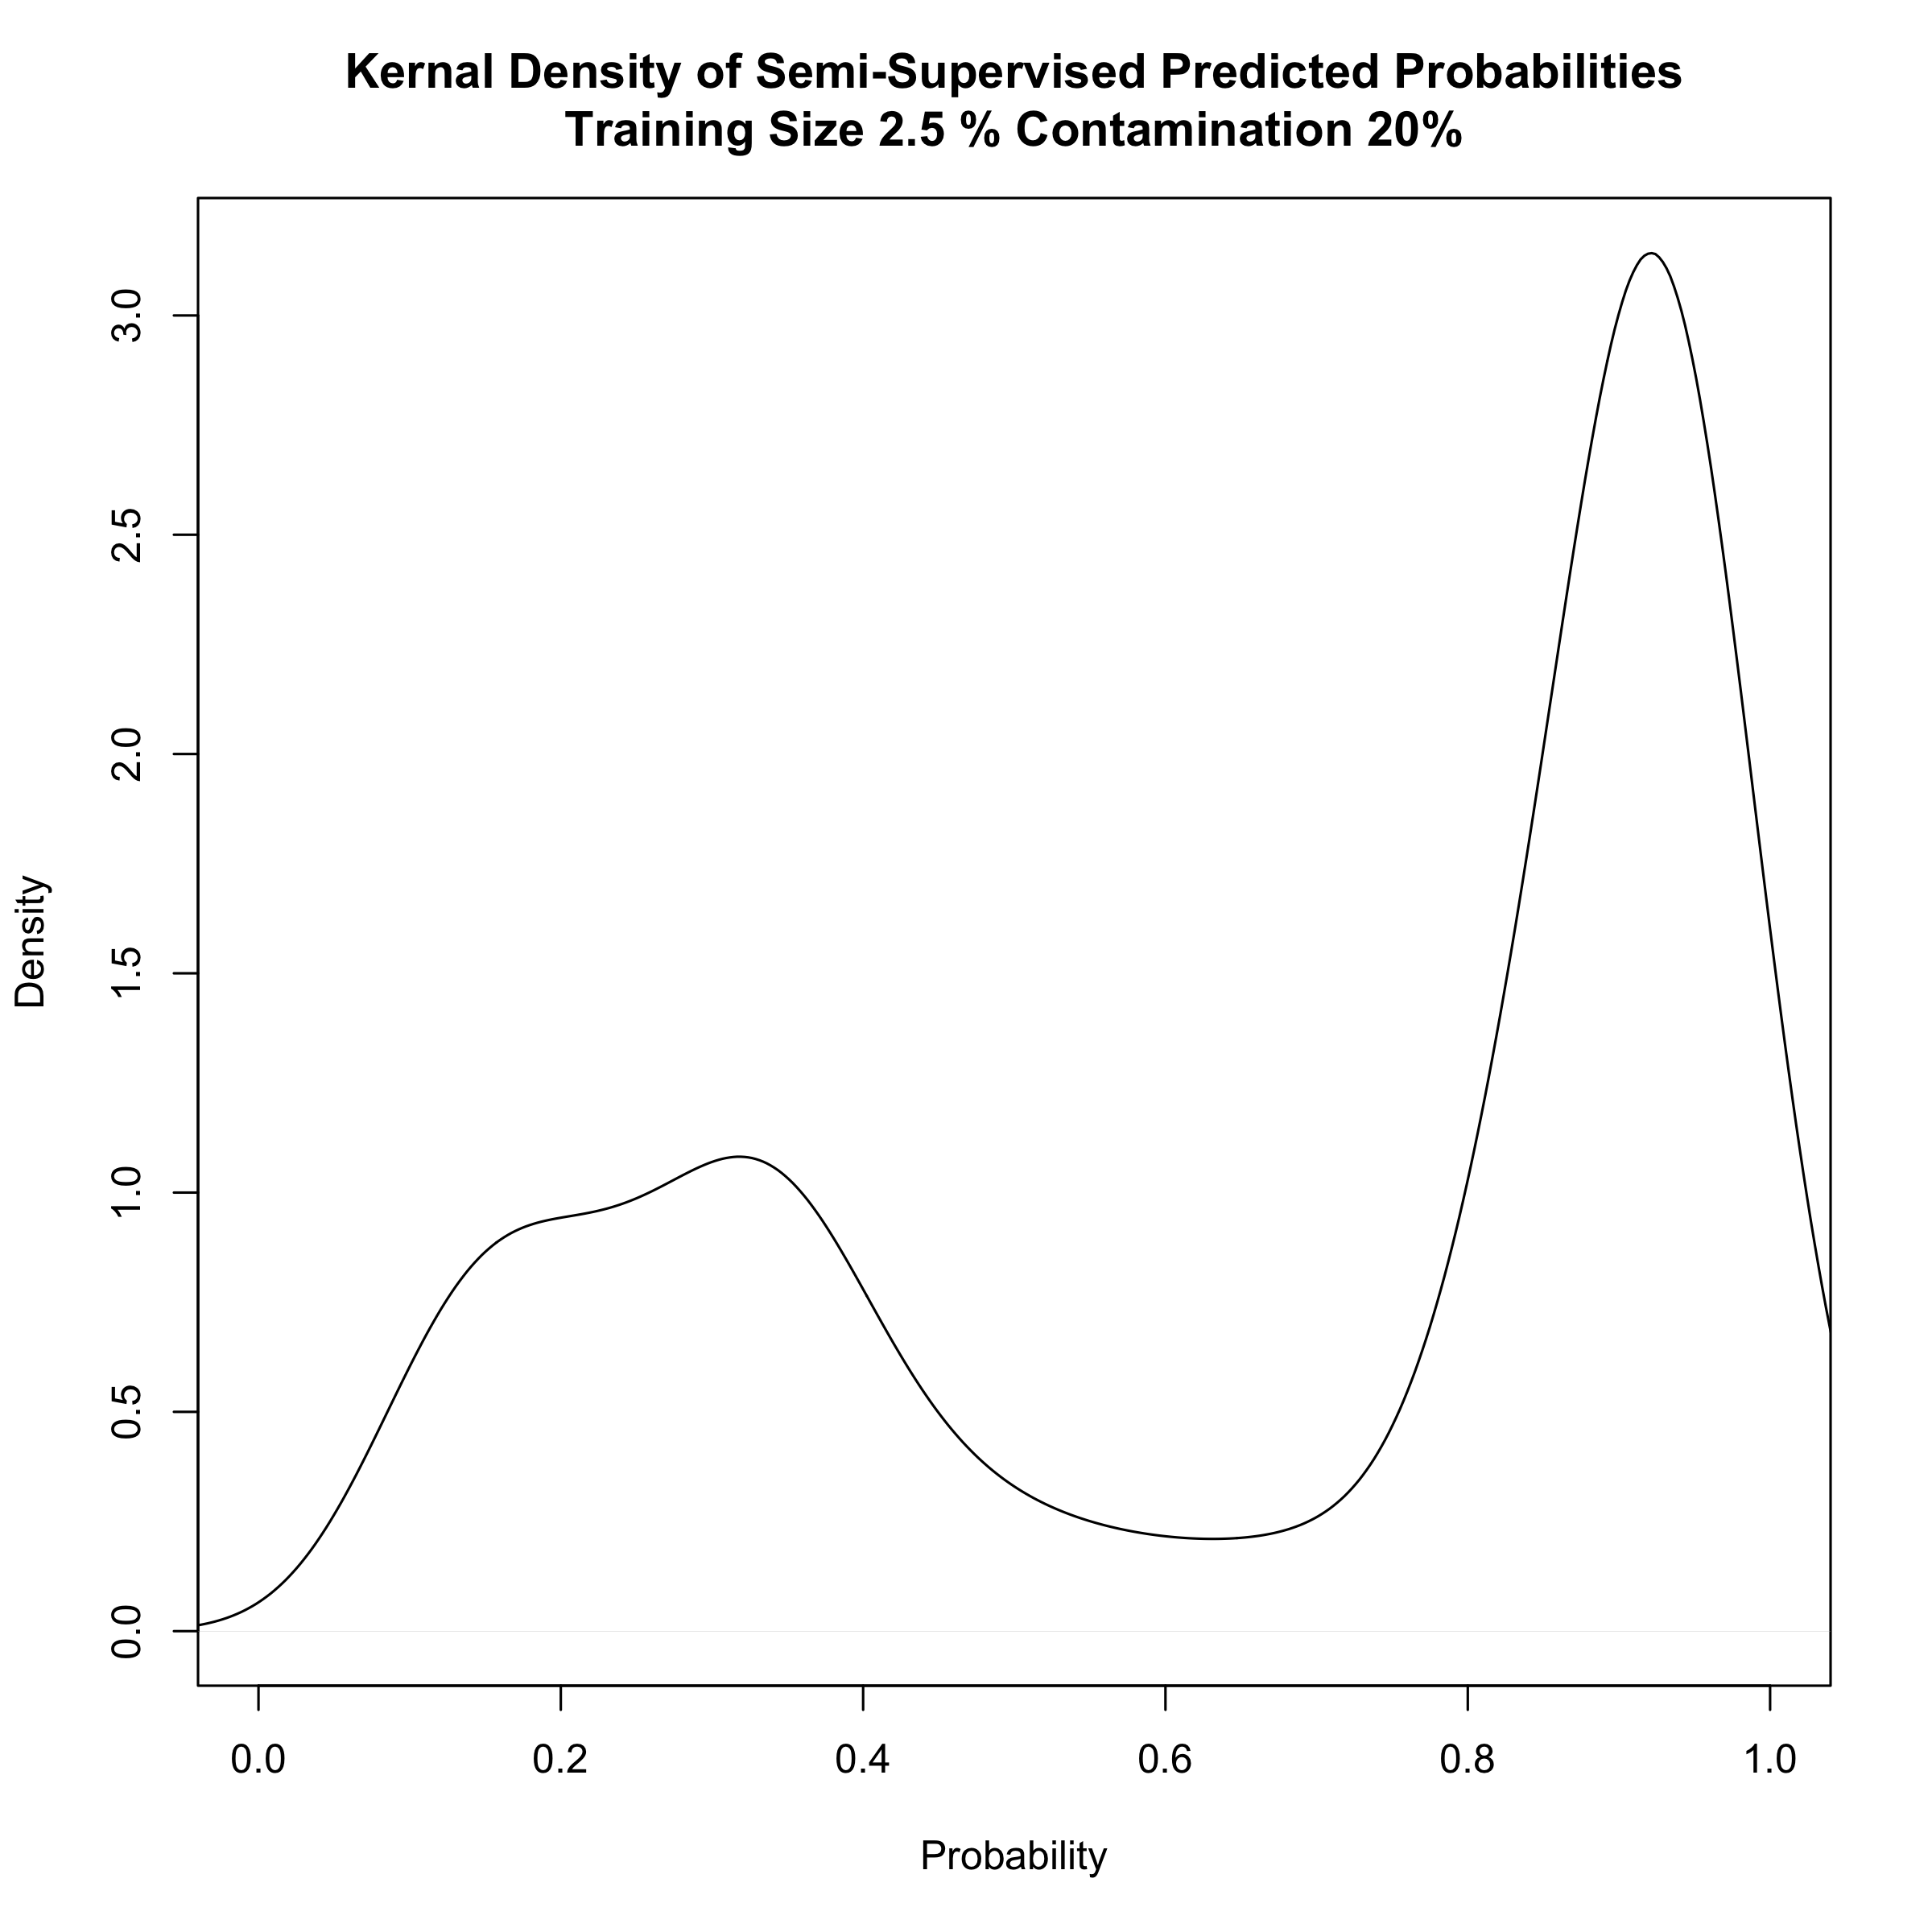 Kernal Density of Semi-Supervised Predicted Probabilities
Training Size 2.5 % Contamination 20%
3.0
2.5
2.0
1.5
1.0
0.5
0.0
Density
0.0 0.2 0.4 0.6 0.8 1.0
Probability